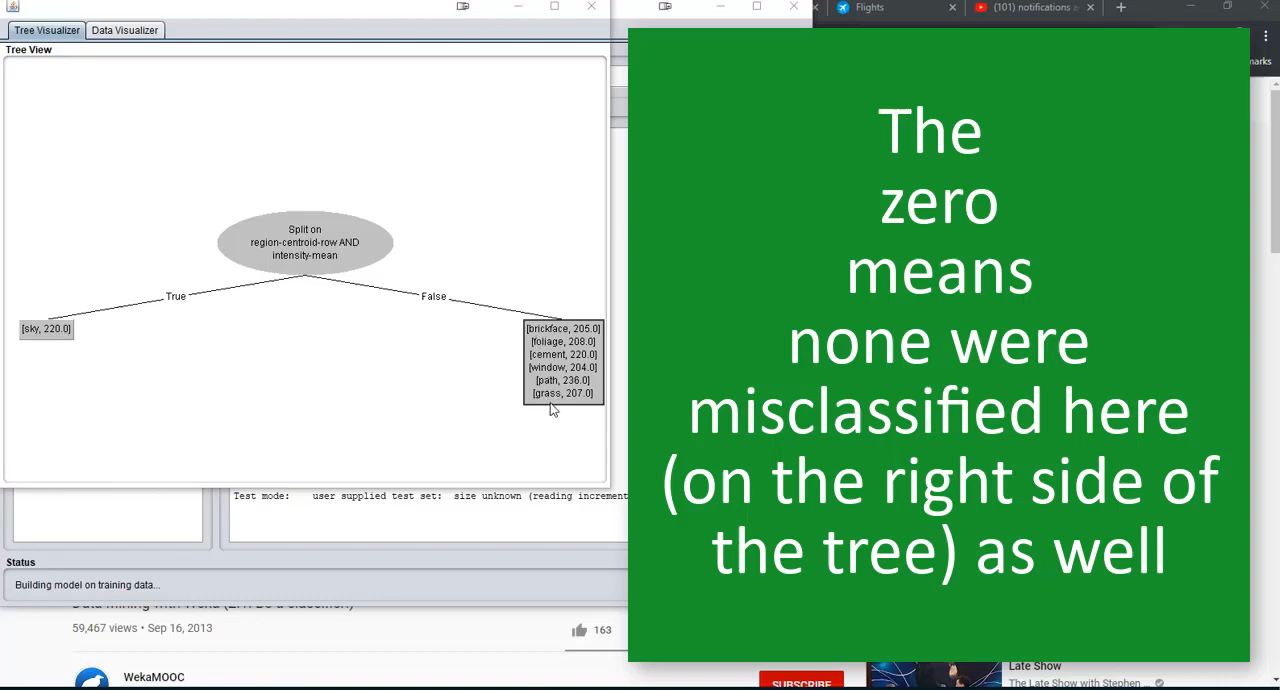 Flights
(101) notifications
Tree Visualizer
Data Visualizer
Tree View
marks
Split on
region-centroid-row AND
intensity-mean
True
False
[sky, 220.0]
[brickface, 205.0]
[foliage, 208.0]
[cement, 220.0]
[window, 204.0]
[path, 236.0]
[grass, 207.0]
The
zero
means
none were
misclassified here
(on the right side of
the tree) as well
Test mode: user supplied test set: size unknown (reading increment
Status
Building model on training data...
59,467 views • Sep 16, 2013
163
WekaMOOC
SUBSCRIBE
Late Show
The Late Show with Stephen ...